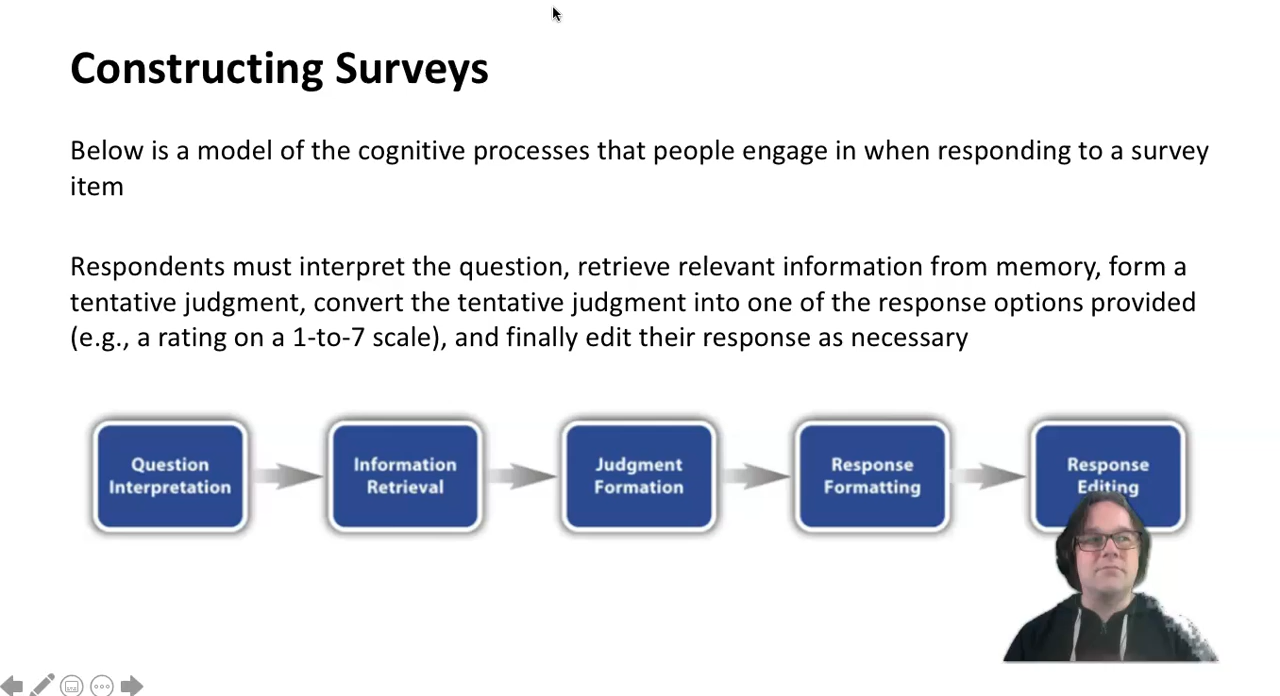 Constructing Surveys
Below is a model of the cognitive processes that people engage in when responding to a survey
item
Respondents must interpret the question, retrieve relevant information from memory, form a
tentative judgment, convert the tentative judgment into one of the response options provided
(e.g., a rating on a 1-to-7 scale), and finally edit their response as necessary
Question
Interpretation
Information
Retrieval
Judgment
Formation
Response
Formatting
Response
Editing